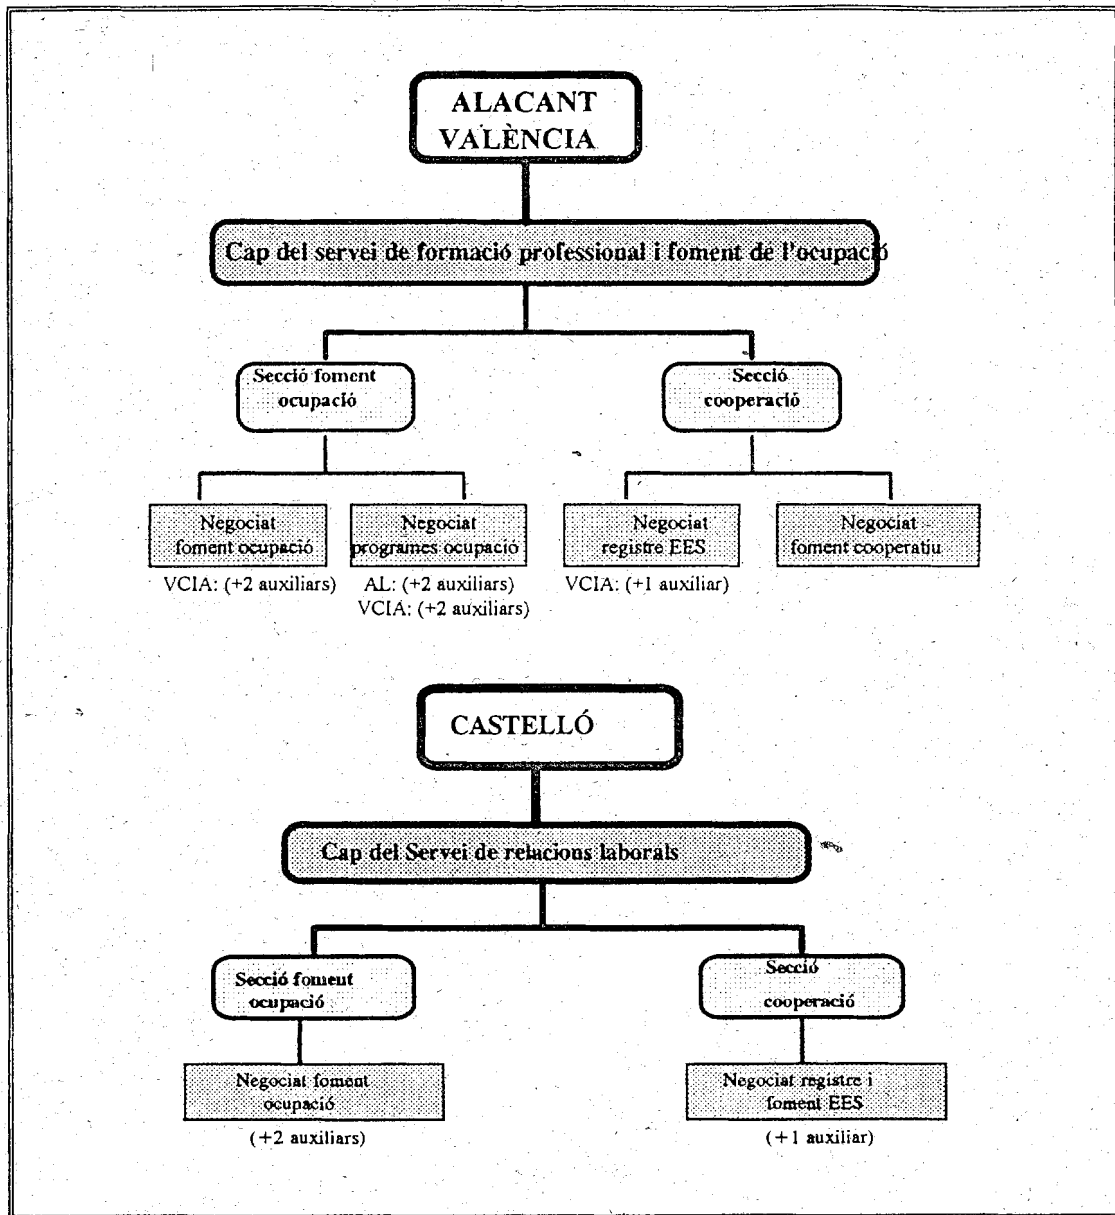 ALACANT
VALÈNCIA
Cap del servei de formació professional i foment de l'ocupació
Secció foment
ocupació
Secció
cooperació
Negociat
foment ocupació
Negociat
programes ocupació
Negociat
registre EES
Negociat
foment cooperatiu
VCIA: (+2 auxiliars)
AL: (+2 auxiliars)
VCIA: (+2 auxiliars)
VCIA: (+1 auxiliar)
CASTELLÓ
Cap del Servei de relacions laborals
Secció foment
ocupació
Secció
cooperació
Negociat foment
ocupació
Negociat registre i
foment EES
(+2 auxiliars)
(+1 auxiliar)